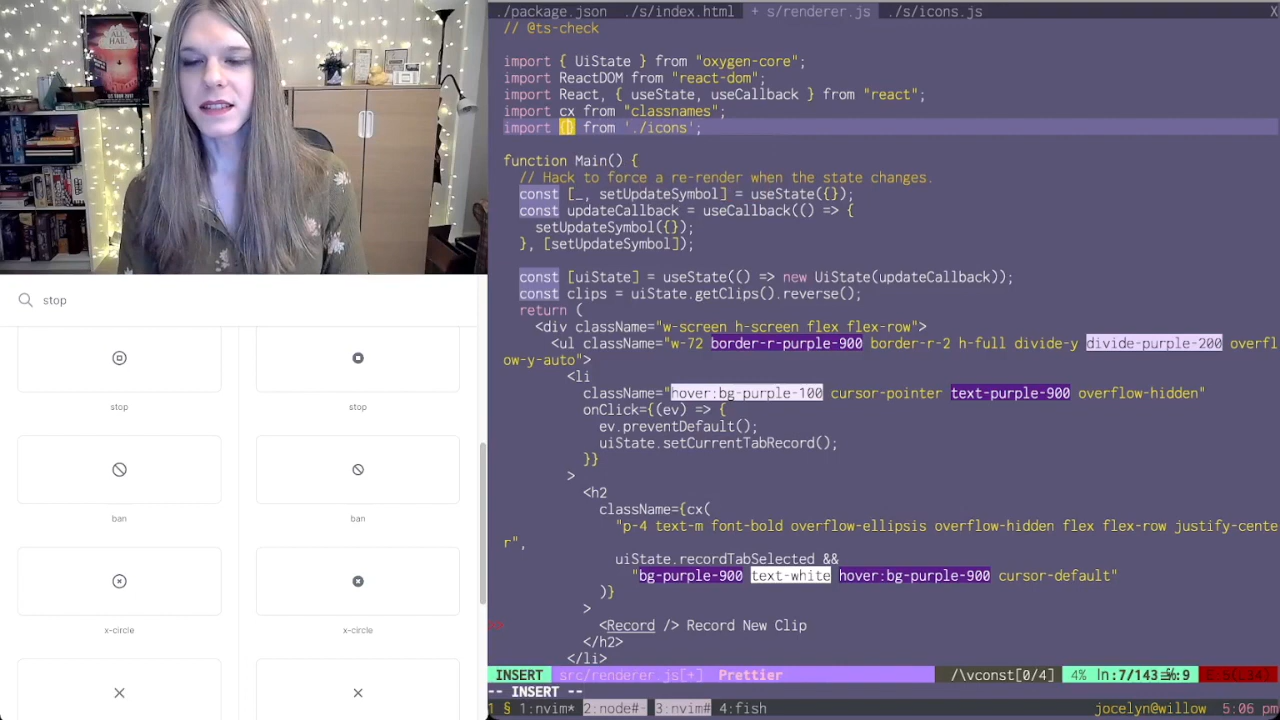 ALL HAIL
stop
stop
stop
ban
ban
x-circle
x-circle
./package.json ./s/index.html + s/renderer.js ./s/icons.js X
// @ts-check
import { UiState } from "oxygen-core";
import ReactDOM from "react-dom";
import React, { useState, useCallback } from "react";
import cx from "classnames";
import {} from './icons';
function Main() {
// Hack to force a re-render when the state changes.
const [_, setUpdateSymbol] = useState({});
const updateCallback = useCallback(() => {
setUpdateSymbol({});
}, [setUpdateSymbol]);
const [uiState] = useState(() => new UiState(updateCallback));
const clips = uiState.getClips().reverse();
return (
<div className="w-screen h-screen flex flex-row">
<ul className="w-72 border-r-purple-900 border-r-2 h-full divide-y divide-purple-200 overfl
ow-y-auto">
<li
className="hover:bg-purple-100 cursor-pointer text-purple-900 overflow-hidden"
onClick={(ev) => {
ev.preventDefault();
uiState.setCurrentTabRecord();
}}
>
<h2
className={cx(
"p-4 text-m font-bold overflow-ellipsis overflow-hidden flex flex-row justify-cente
r",
uiState.recordTabSelected &&
"bg-purple-900 text-white hover:bg-purple-900 cursor-default"
)}
>
<Record /> Record New Clip
</h2>
</li>
INSERT src/renderer.js[+] Prettier /\vconst[0/4] 4% ln:7/143≡%:9
-- INSERT --
1 § 1:nvim* 2:node#- 3:nvim# 4:fish jocelyn@willow 5:06 pm